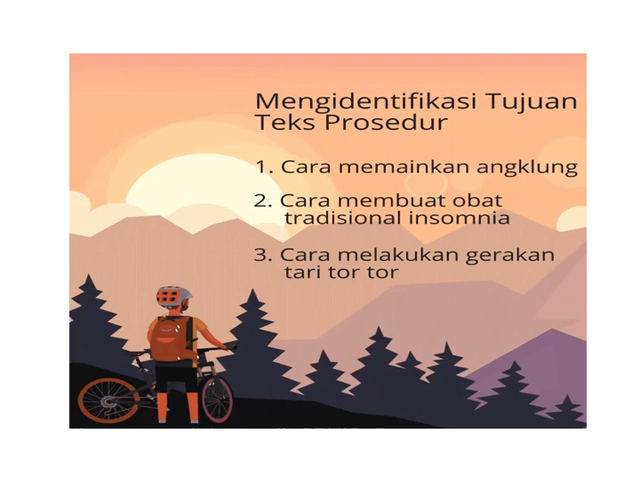 Mengidentifikasi Tujuan
Teks Prosedur
1. Cara memainkan angklung
2. Cara membuat obat
tradisional insomnia
3. Cara melakukan gerakan
tari tor tor